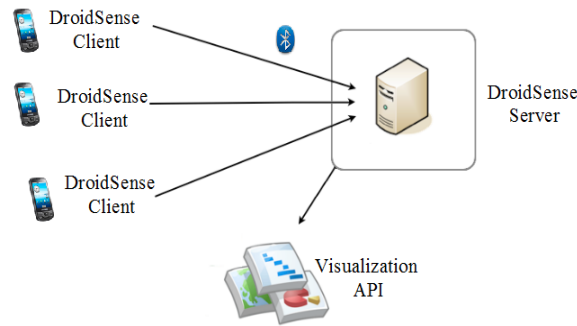 DroidSense
Client
DroidSense
Client
DroidSense
Server
DroidSense
Client
Visualization
API